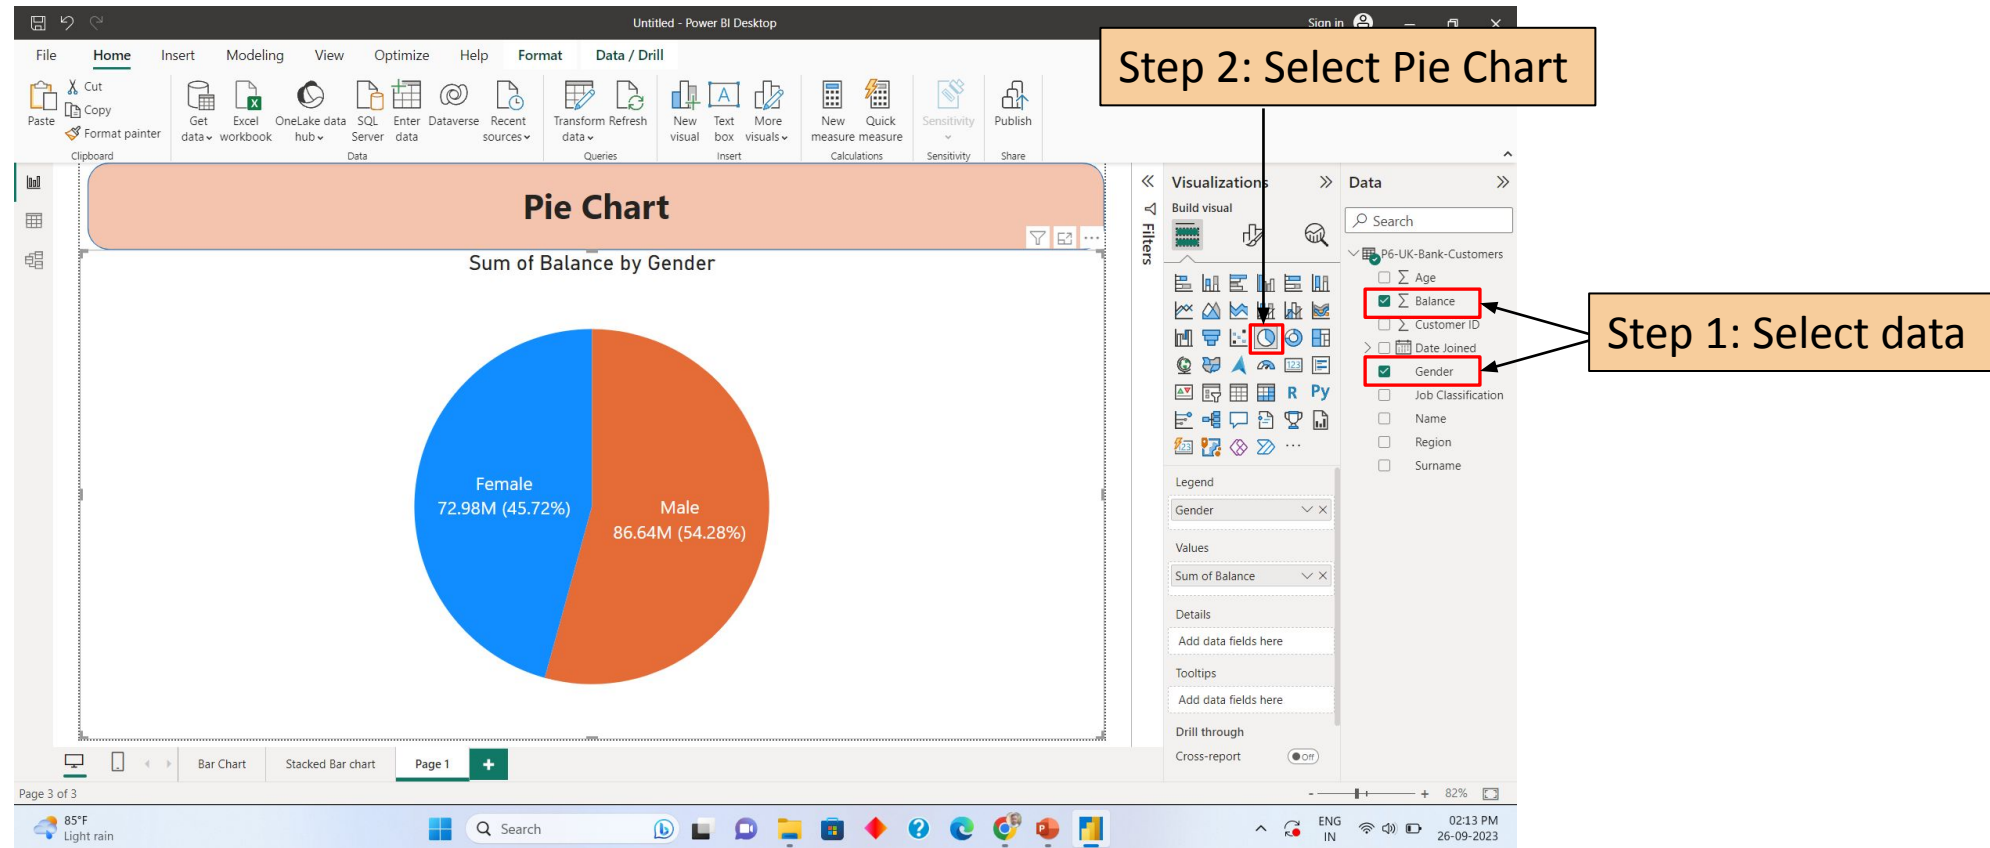 Untitled - Power BI Desktop
Sign in
Step 2: Select Pie Chart
File Home Insert Modeling View Optimize Help Format Data / Drill
Cut
Copy
Format painter
Paste
Get data
Excel workbook
OneLake data hub
SQL Server
Enter data
Dataverse
Recent sources
Transform data
Refresh
New visual
Text box
More visuals
New measure
Quick measure
Sensitivity
Publish
Clipboard Data Queries Insert Calculations Sensitivity Share
Pie Chart
Sum of Balance by Gender
Female
72.98M (45.72%)
Male
86.64M (54.28%)
Filters
Visualizations
Build visual
123
R Py
123
Legend
Gender
Values
Sum of Balance
Details
Add data fields here
Tooltips
Add data fields here
Drill through
Cross-report Off
Data
Search
P6-UK-Bank-Customers
Age
Balance
Customer ID
Date Joined
Gender
Job Classification
Name
Region
Surname
Step 1: Select data
Bar Chart Stacked Bar chart Page 1 +
Page 3 of 3
- + 82%
85°F
Light rain
Search
ENG
IN
02:13 PM
26-09-2023